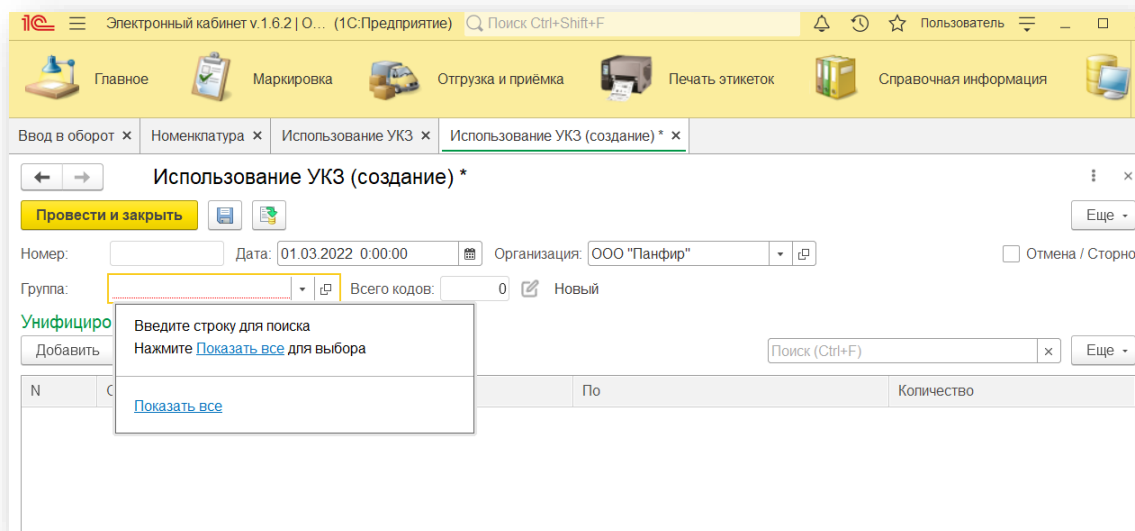 1С Электронный кабинет v.1.6.2 | О... (1С:Предприятие) Поиск Ctrl+Shift+F Пользователь
Главное Маркировка Отгрузка и приёмка Печать этикеток Справочная информация
Ввод в оборот × Номенклатура × Использование УКЗ × Использование УКЗ (создание) * ×
Использование УКЗ (создание) *
Провести и закрыть Еще
Номер: Дата: 01.03.2022 0:00:00 Организация: ООО "Панфир" Отмена / Сторно
Группа: Всего кодов: 0 Новый
Унифициро
Введите строку для поиска
Нажмите Показать все для выбора
Показать все
Добавить Поиск (Ctrl+F) × Еще
N С По Количество